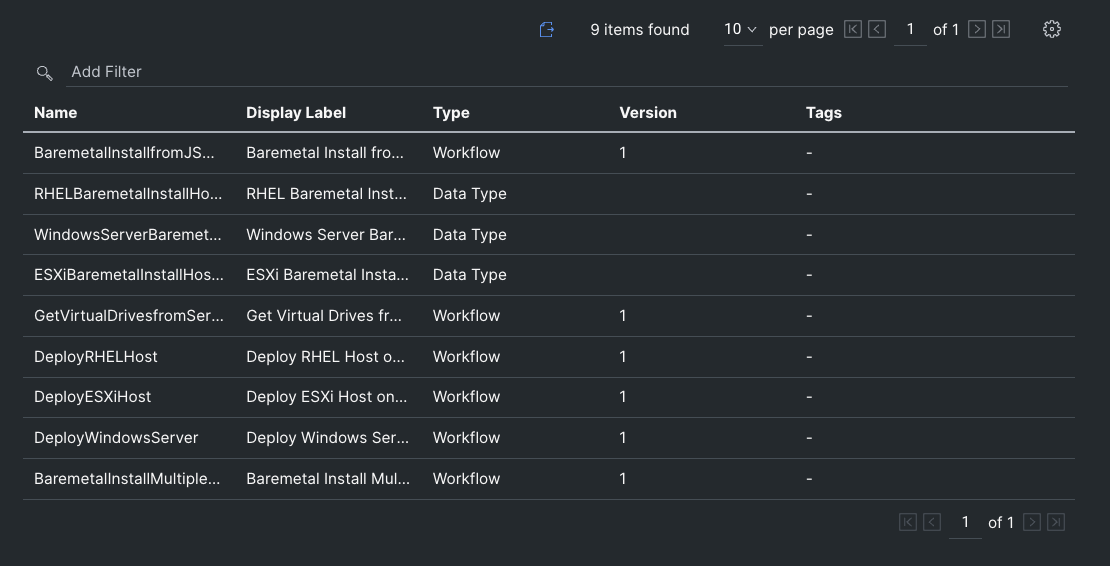 9 items found 10 per page 1 of 1
Add Filter
Name Display Label Type Version Tags
BaremetalInstallfromJS... Baremetal Install fro... Workflow 1 -
RHELBaremetalInstallHo... RHEL Baremetal Inst... Data Type -
WindowsServerBaremet... Windows Server Bar... Data Type -
ESXiBaremetalInstallHos... ESXi Baremetal Insta... Data Type -
GetVirtualDrivesfromSer... Get Virtual Drives fr... Workflow 1 -
DeployRHELHost Deploy RHEL Host o... Workflow 1 -
DeployESXiHost Deploy ESXi Host on... Workflow 1 -
DeployWindowsServer Deploy Windows Ser... Workflow 1 -
BaremetalInstallMultiple... Baremetal Install Mul... Workflow 1 -
1 of 1